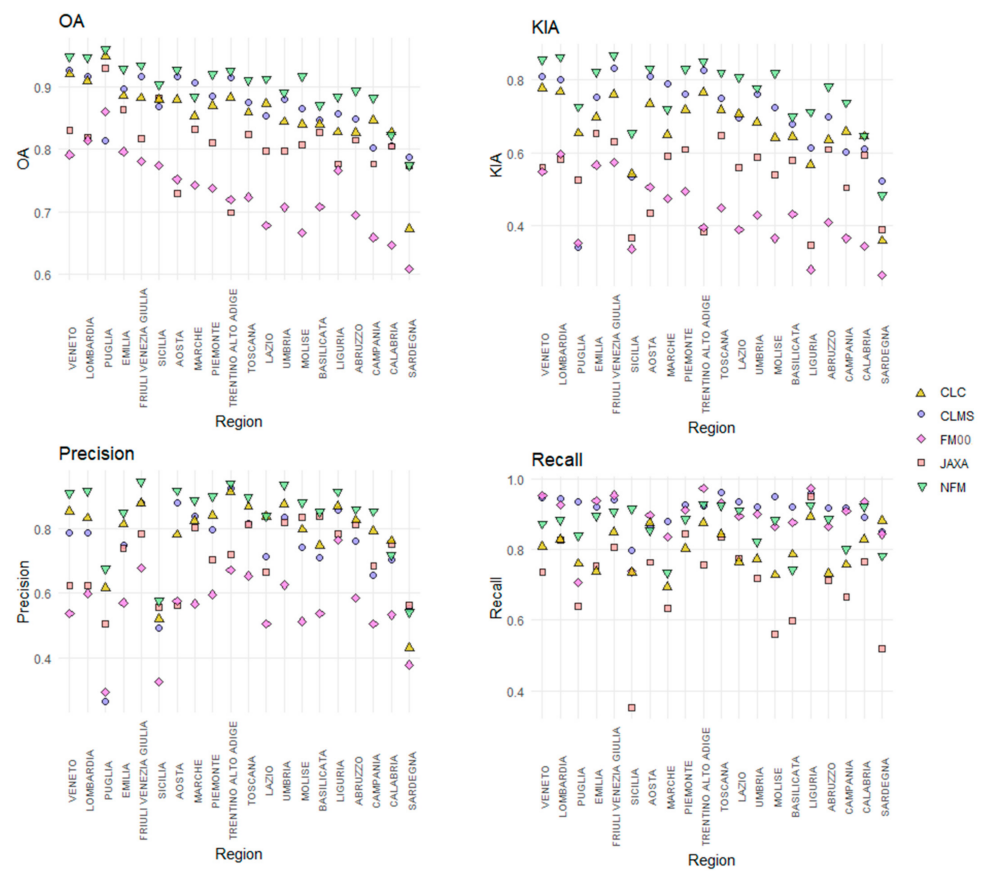 OA
0.9
0.8
0.7
0.6
OA
VENETO
LOMBARDIA
PUGLIA
EMILIA
FRIULI VENEZIA GIULIA
SICILIA
AOSTA
MARCHE
PIEMONTE
TRENTINO ALTO ADIGE
TOSCANA
LAZIO
UMBRIA
MOLISE
BASILICATA
LIGURIA
ABRUZZO
CAMPANIA
CALABRIA
SARDEGNA
Region
KIA
0.8
0.6
0.4
KIA
VENETO
LOMBARDIA
PUGLIA
EMILIA
FRIULI VENEZIA GIULIA
SICILIA
AOSTA
MARCHE
PIEMONTE
TRENTINO ALTO ADIGE
TOSCANA
LAZIO
UMBRIA
MOLISE
BASILICATA
LIGURIA
ABRUZZO
CAMPANIA
CALABRIA
SARDEGNA
Region
CLC
CLMS
FM00
JAXA
NFM
Precision
0.8
0.6
0.4
Precision
VENETO
LOMBARDIA
PUGLIA
EMILIA
FRIULI VENEZIA GIULIA
SICILIA
AOSTA
MARCHE
PIEMONTE
TRENTINO ALTO ADIGE
TOSCANA
LAZIO
UMBRIA
MOLISE
BASILICATA
LIGURIA
ABRUZZO
CAMPANIA
CALABRIA
SARDEGNA
Region
Recall
1.0
0.8
0.6
0.4
Recall
VENETO
LOMBARDIA
PUGLIA
EMILIA
FRIULI VENEZIA GIULIA
SICILIA
AOSTA
MARCHE
PIEMONTE
TRENTINO ALTO ADIGE
TOSCANA
LAZIO
UMBRIA
MOLISE
BASILICATA
LIGURIA
ABRUZZO
CAMPANIA
CALABRIA
SARDEGNA
Region